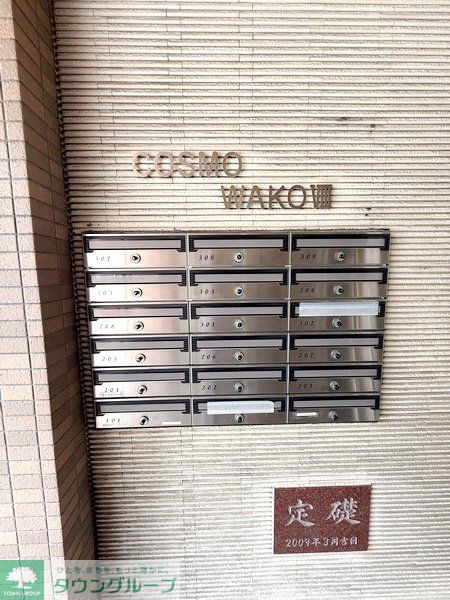 COSMO
WAKO VIII
307 308 309
303 305 306
208 301 302
205 206 207
201 202 203
101
定礎
2009年3月吉日
ひとを、まちを、もっと豊かに。
タウングループ
TOWN GROUP